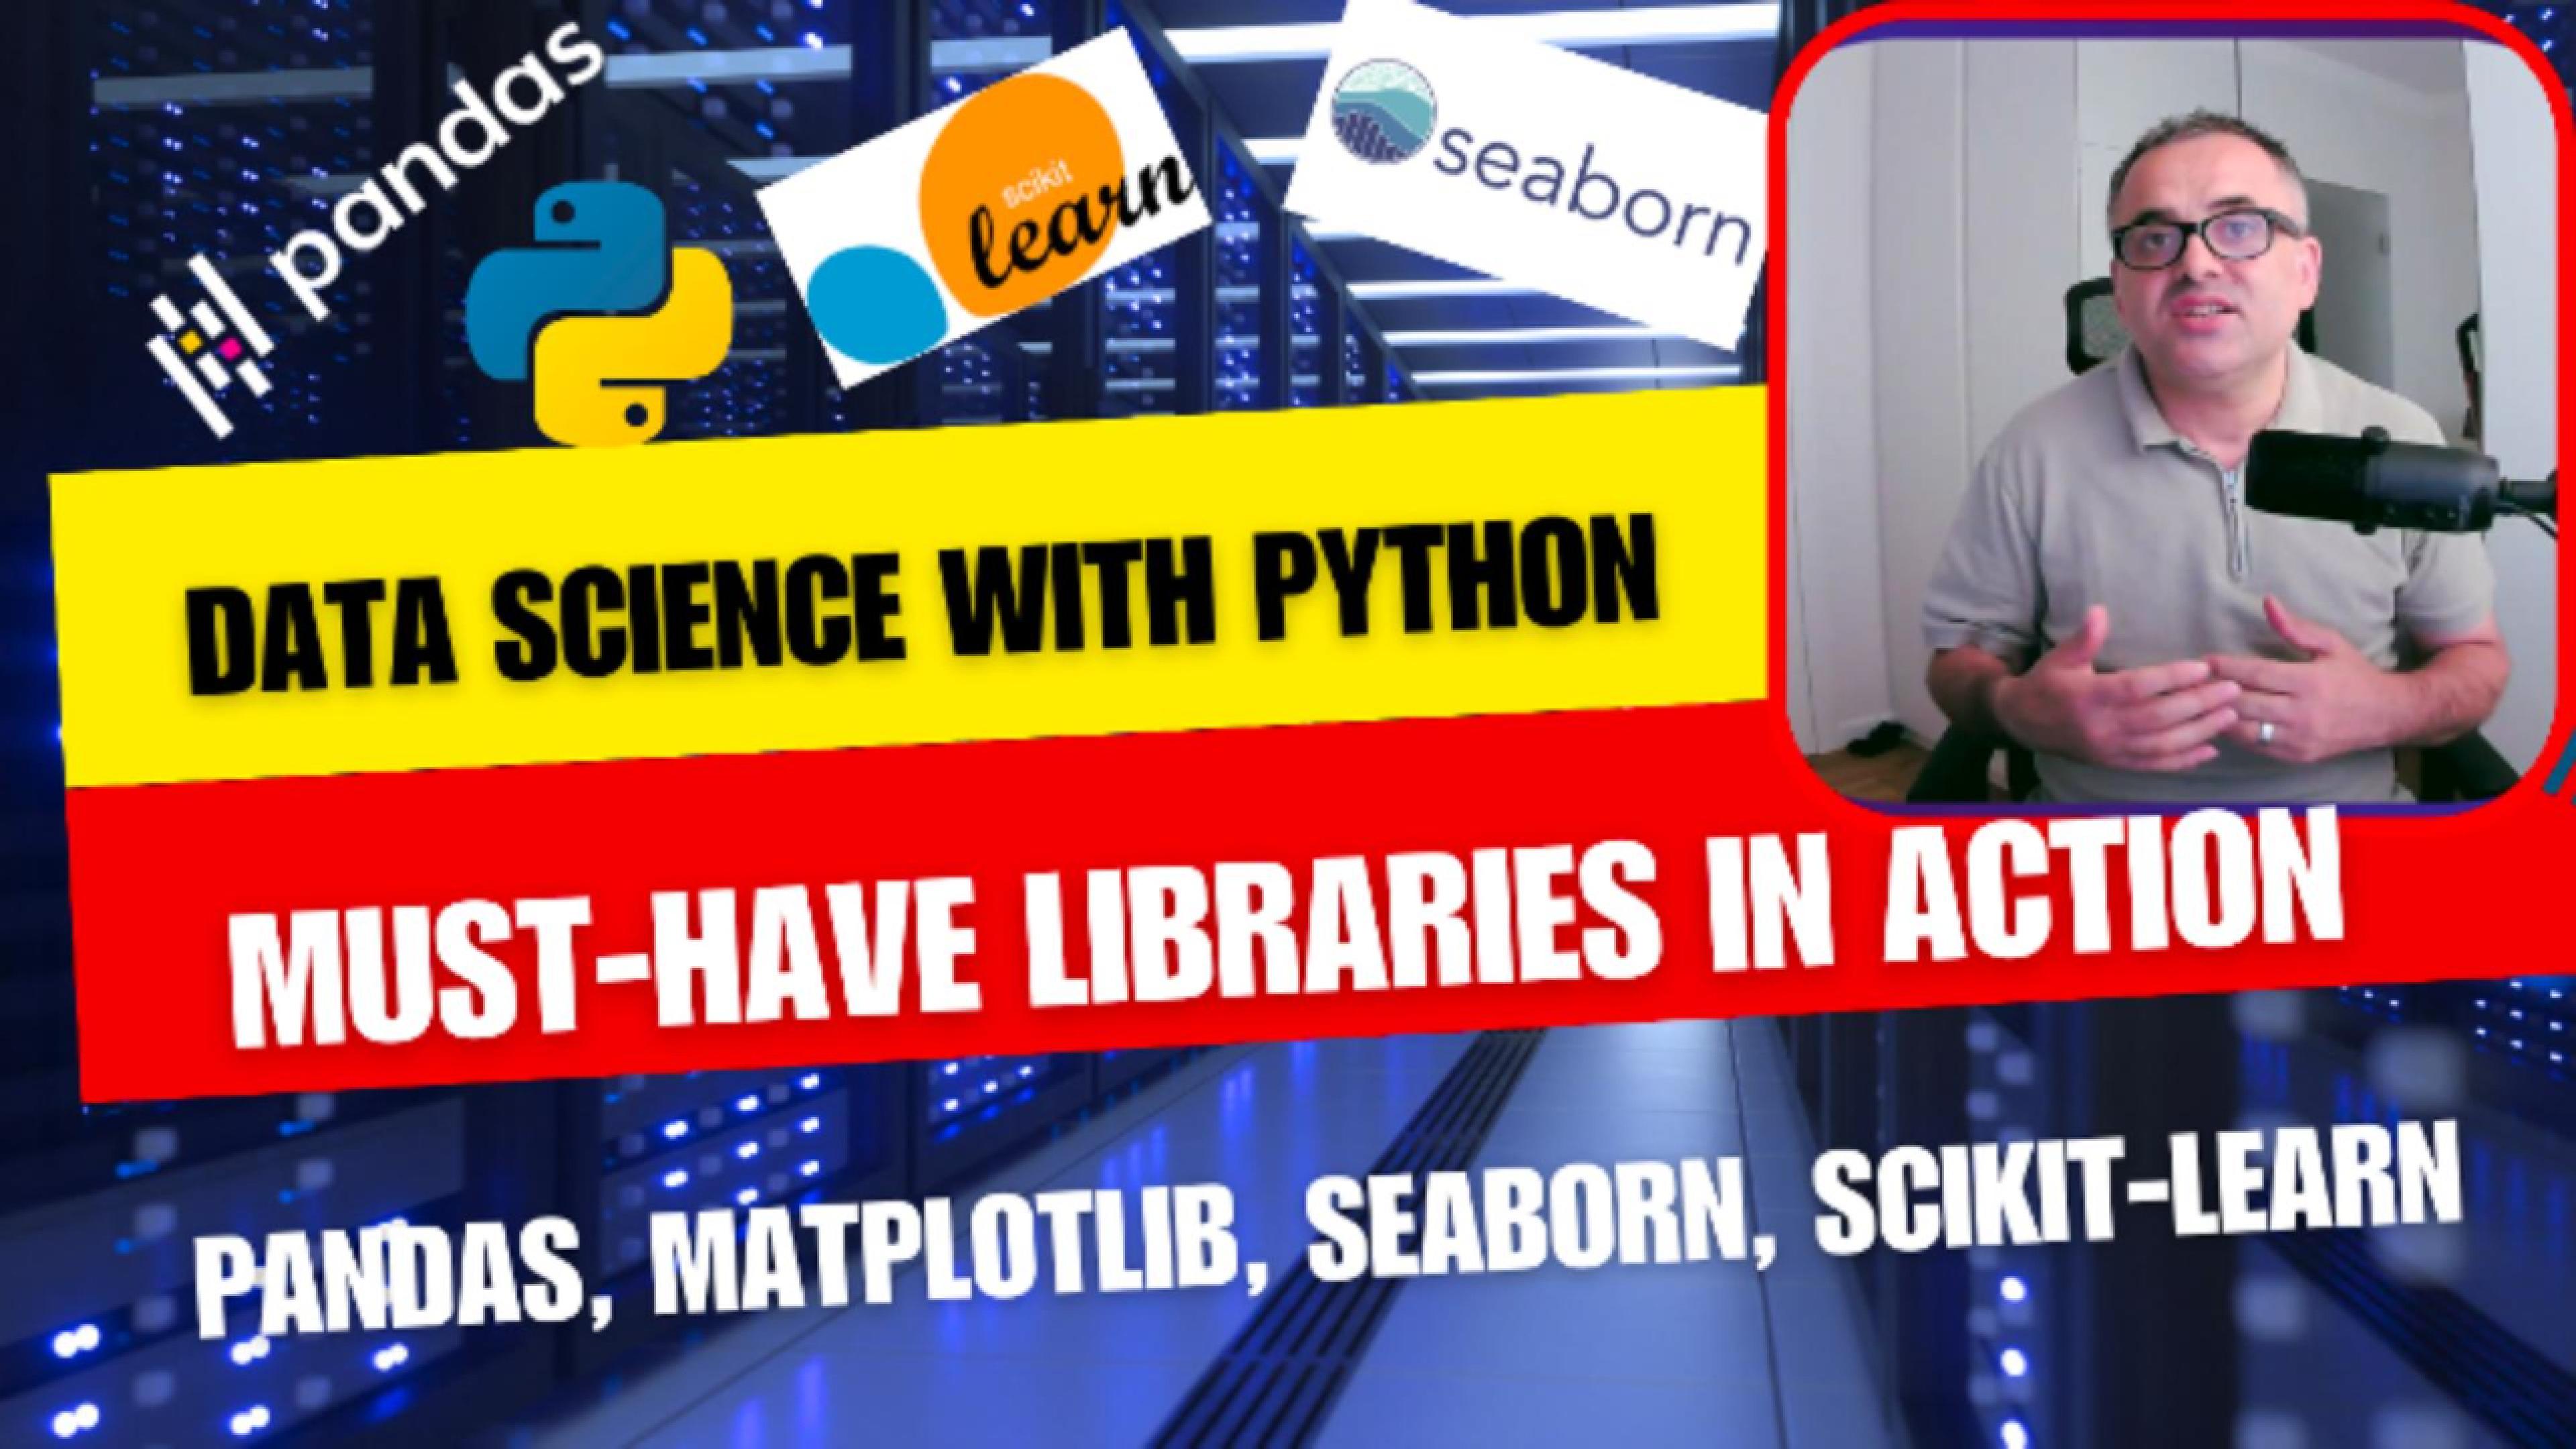 pandas
scikit
learn
seaborn
DATA SCIENCE WITH PYTHON
MUST-HAVE LIBRARIES IN ACTION
PANDAS, MATPLOTLIB, SEABORN, SCIKIT-LEARN